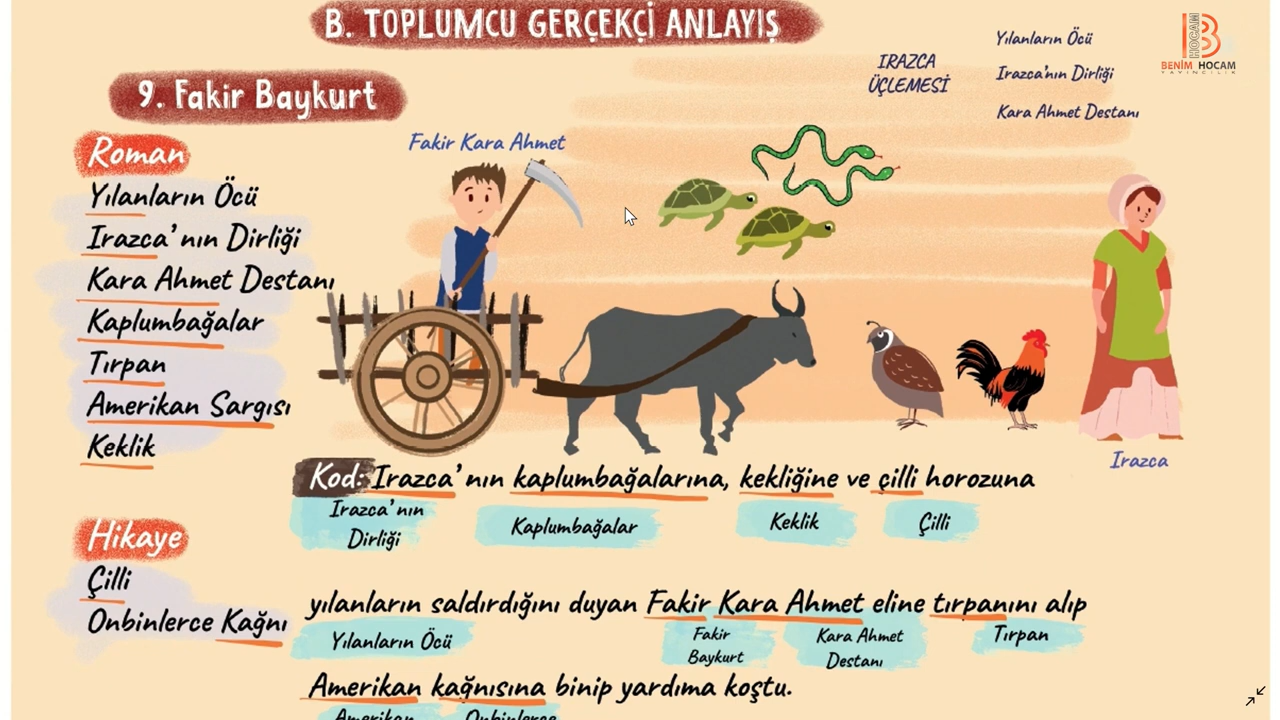 B. TOPLUMCU GERÇEKÇİ ANLAYIŞ
9. Fakir Baykurt
IRAZCA
ÜÇLEMESİ
Yılanların Öcü
Irazca'nın Dirliği
Kara Ahmet Destanı
BENİM HOCAM
YAYINCILIK
Roman
Yılanların Öcü
Irazca'nın Dirliği
Kara Ahmet Destanı
Kaplumbağalar
Tırpan
Amerikan Sargısı
Keklik
Fakir Kara Ahmet
Irazca
Hikaye
Çilli
Onbinlerce Kağnı
Kod: Irazca'nın kaplumbağalarına, kekliğine ve çilli horozuna
Irazca'nın
Dirliği
Kaplumbağalar
Keklik
Çilli
yılanların saldırdığını duyan Fakir Kara Ahmet eline tırpanını alıp
Yılanların Öcü
Fakir
Baykurt
Kara Ahmet
Destanı
Tırpan
Amerikan kağnısına binip yardıma koştu.
Amerikan
Onbinlerce